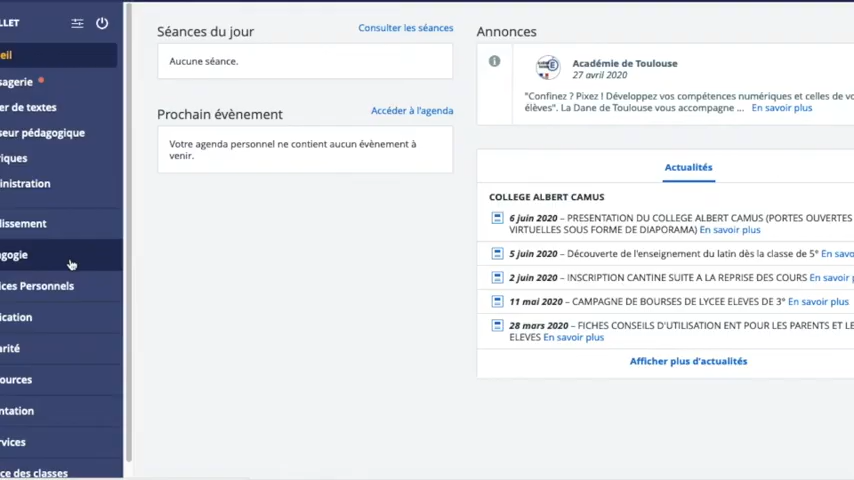 LLET
eil
sagerie
er de textes
seur pédagogique
riques
inistration
lissement
agogie
ices Personnels
ication
arité
ources
ntation
rvices
ce des classes
Séances du jour
Consulter les séances
Aucune séance.
Prochain évènement
Accéder à l'agenda
Votre agenda personnel ne contient aucun évènement à
venir.
Annonces
Académie de Toulouse
27 avril 2020
"Confinez ? Pixez ! Développez vos compétences numériques et celles de vo
élèves". La Dane de Toulouse vous accompagne ... En savoir plus
Actualités
COLLEGE ALBERT CAMUS
6 juin 2020 – PRESENTATION DU COLLEGE ALBERT CAMUS (PORTES OUVERTES
VIRTUELLES SOUS FORME DE DIAPORAMA) En savoir plus
5 juin 2020 – Découverte de l'enseignement du latin dès la classe de 5° En savo
2 juin 2020 – INSCRIPTION CANTINE SUITE A LA REPRISE DES COURS En savoir p
11 mai 2020 – CAMPAGNE DE BOURSES DE LYCEE ELEVES DE 3° En savoir plus
28 mars 2020 – FICHES CONSEILS D'UTILISATION ENT POUR LES PARENTS ET LE
ELEVES En savoir plus
Afficher plus d'actualités